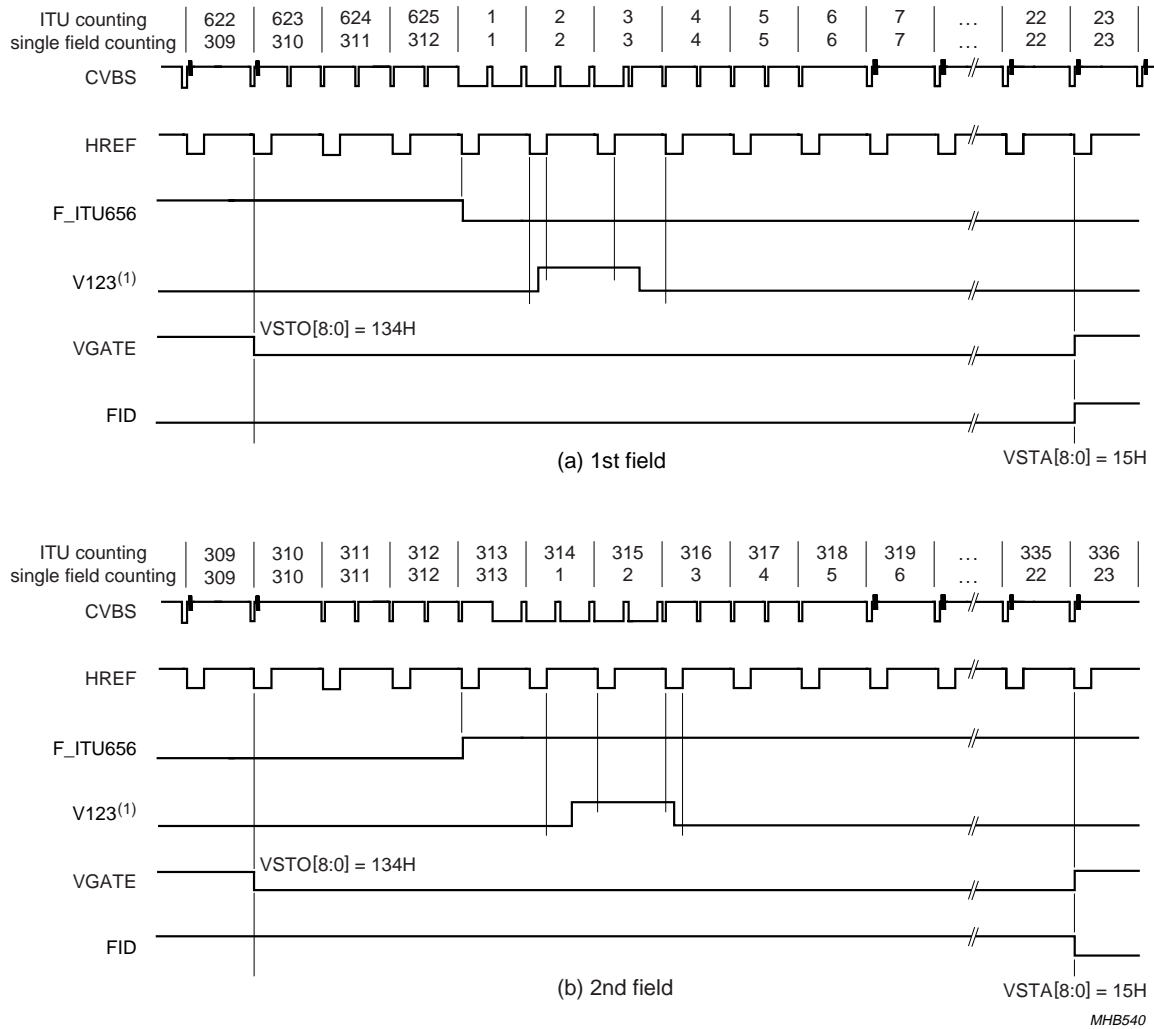 ITU counting 622 623 624 625 1 2 3 4 5 6 7 ... 22 23
single field counting 309 310 311 312 1 2 3 4 5 6 7 ... 22 23
CVBS
HREF
F_ITU656
V123(1)
VSTO[8:0] = 134H
VGATE
FID
(a) 1st field
VSTA[8:0] = 15H
ITU counting 309 310 311 312 313 314 315 316 317 318 319 ... 335 336
single field counting 309 310 311 312 313 1 2 3 4 5 6 ... 22 23
CVBS
HREF
F_ITU656
V123(1)
VSTO[8:0] = 134H
VGATE
FID
(b) 2nd field
VSTA[8:0] = 15H
MHB540